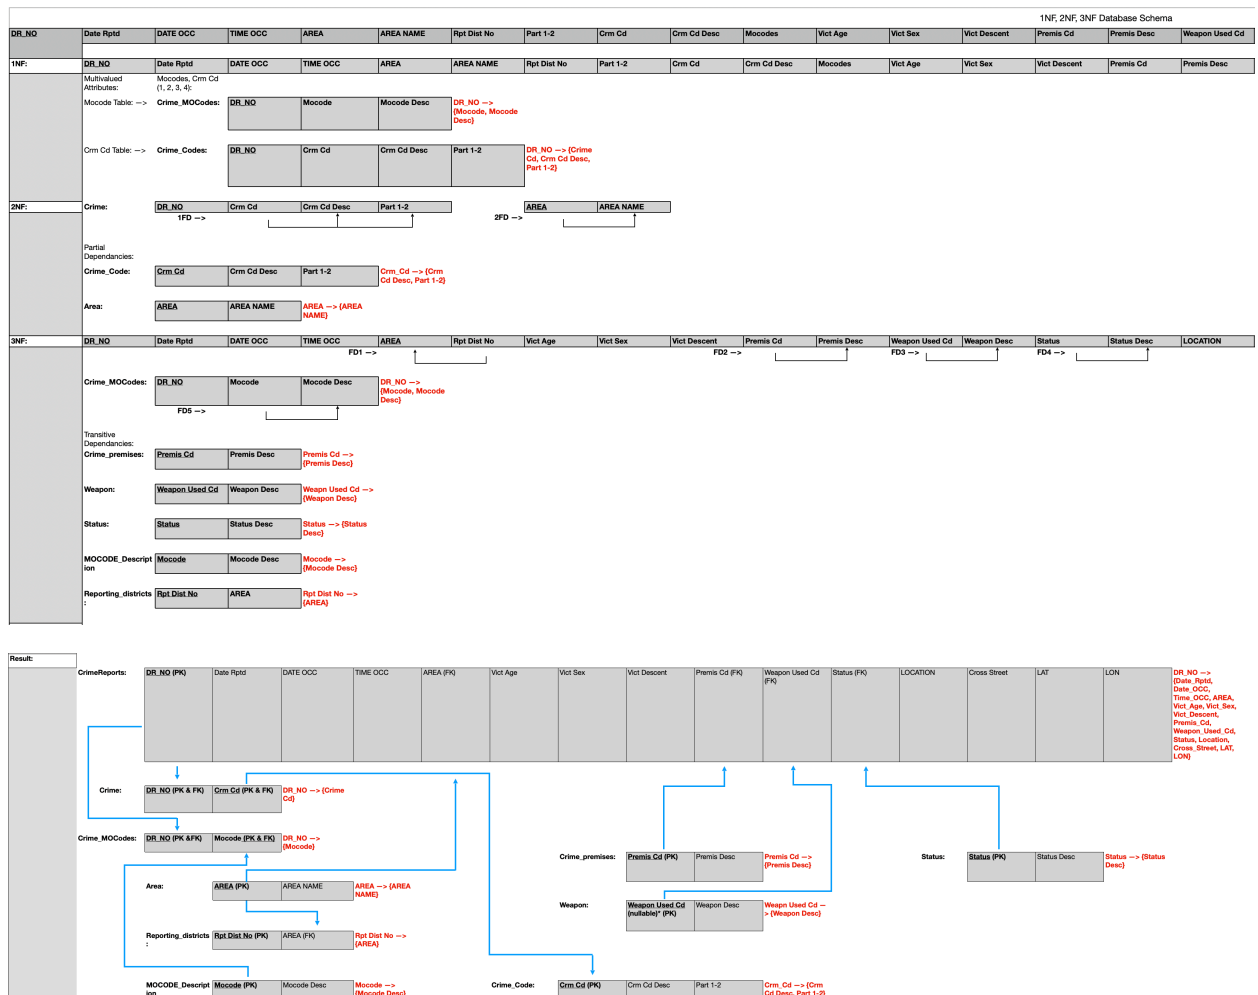 1NF, 2NF, 3NF Database Schema
DR_NO Date Rptd DATE OCC TIME OCC AREA AREA NAME Rpt Dist No Part 1-2 Crm Cd Crm Cd Desc Mocodes Vict Age Vict Sex Vict Descent Premis Cd Premis Desc Weapon Used Cd
1NF: DR_NO Date Rptd DATE OCC TIME OCC AREA AREA NAME Rpt Dist No Part 1-2 Crm Cd Crm Cd Desc Mocodes Vict Age Vict Sex Vict Descent Premis Cd Premis Desc
Multivalued Mocodes, Crm Cd
Attributes: (1, 2, 3, 4):
Mocode Table: —> Crime_MOCodes: DR_NO Mocode Mocode Desc DR_NO —>
{Mocode, Mocode
Desc}
Crm Cd Table: —> Crime_Codes: DR_NO Crm Cd Crm Cd Desc Part 1-2 DR_NO —> {Crime
Cd, Crm Cd Desc,
Part 1-2}
2NF: Crime: DR_NO Crm Cd Crm Cd Desc Part 1-2 AREA AREA NAME
1FD —> 2FD —>
Partial
Dependancies:
Crime_Code: Crm Cd Crm Cd Desc Part 1-2 Crm_Cd —> {Crm
Cd Desc, Part 1-2}
Area: AREA AREA NAME AREA —> {AREA
NAME}
3NF: DR_NO Date Rptd DATE OCC TIME OCC AREA Rpt Dist No Vict Age Vict Sex Vict Descent Premis Cd Premis Desc Weapon Used Cd Weapon Desc Status Status Desc LOCATION
FD1 —> FD2 —> FD3 —> FD4 —>
Crime_MOCodes: DR_NO Mocode Mocode Desc DR_NO —>
{Mocode, Mocode
Desc}
FD5 —>
Transitive
Dependancies:
Crime_premises: Premis Cd Premis Desc Premis Cd —>
{Premis Desc}
Weapon: Weapon Used Cd Weapon Desc Weapn Used Cd —>
{Weapon Desc}
Status: Status Status Desc Status —> {Status
Desc}
MOCODE_Descript Mocode Mocode Desc Mocode —>
ion {Mocode Desc}
Reporting_districts Rpt Dist No AREA Rpt Dist No —>
: {AREA}
Result:
CrimeReports: DR_NO (PK) Date Rptd DATE OCC TIME OCC AREA (FK) Vict Age Vict Sex Vict Descent Premis Cd (FK) Weapon Used Cd Status (FK) LOCATION Cross Street LAT LON DR_NO —>
(FK) {Date_Rptd,
Date_OCC,
Time_OCC, AREA,
Vict_Age, Vict_Sex,
Vict_Descent,
Premis_Cd,
Weapon_Used_Cd,
Status, Location,
Cross_Street, LAT,
LON}
Crime: DR_NO (PK & FK) Crm Cd (PK & FK) DR_NO —> {Crime
Cd}
Crime_MOCodes: DR_NO (PK &FK) Mocode (PK & FK) DR_NO —>
{Mocode}
Crime_premises: Premis Cd (PK) Premis Desc Premis Cd —>
{Premis Desc}
Status: Status (PK) Status Desc Status —> {Status
Desc}
Area: AREA (PK) AREA NAME AREA —> {AREA
NAME}
Weapon: Weapon Used Cd Weapon Desc Weapn Used Cd —
(nullable)* (PK) > {Weapon Desc}
Reporting_districts Rpt Dist No (PK) AREA (FK) Rpt Dist No —>
: {AREA}
MOCODE_Descript Mocode (PK) Mocode Desc Mocode —>
ion {Mocode Desc}
Crime_Code: Crm Cd (PK) Crm Cd Desc Part 1-2 Crm_Cd —> {Crm
Cd Desc, Part 1-2}